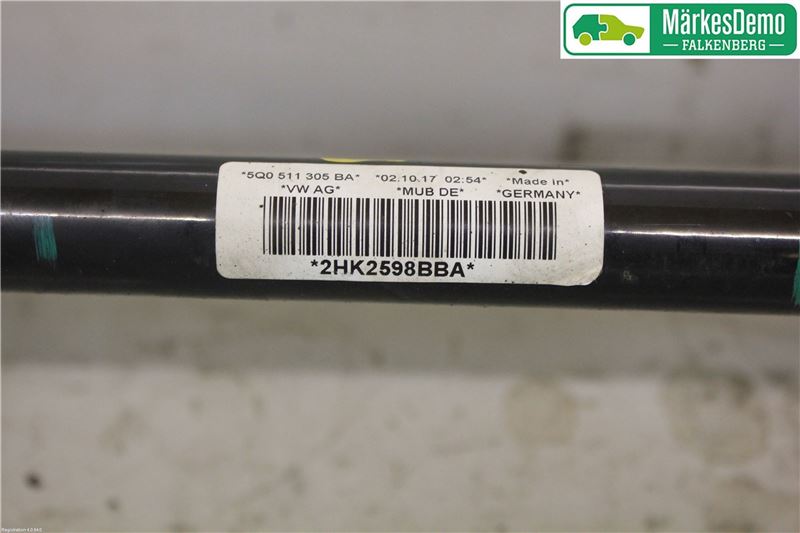 MärkesDemo
FALKENBERG
*5Q0 511 305 BA* *02.10.17 02:54* *Made in*
*VW AG* *MUB DE* *GERMANY*
*2HK2598BBA*